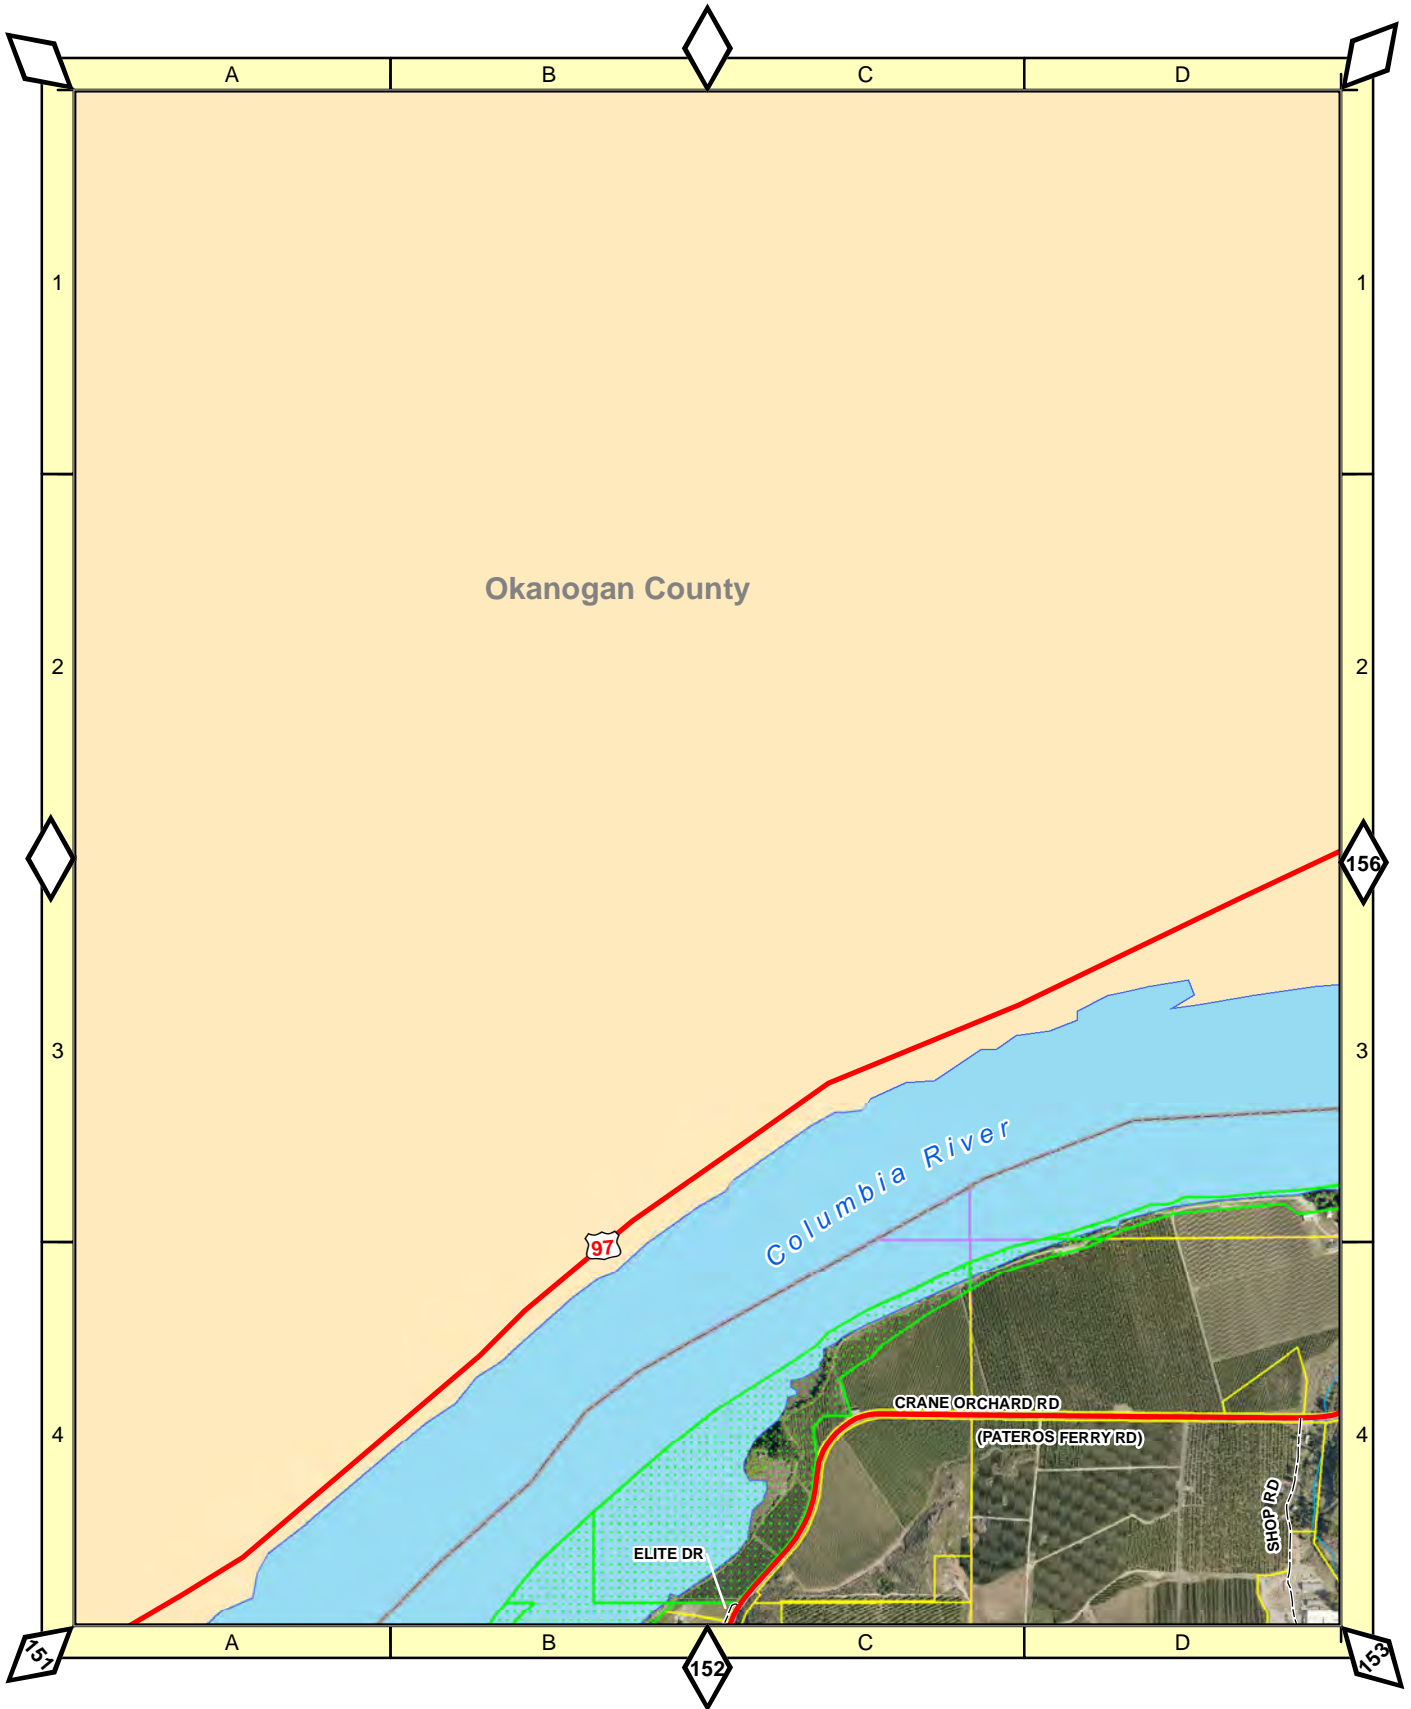 A B C D
1 1
Okanogan County
2 2
156
3 3
Columbia River
97
CRANE ORCHARD RD
(PATEROS FERRY RD)
4 4
SHOP RD
ELITE DR
A B C D
151 152 153